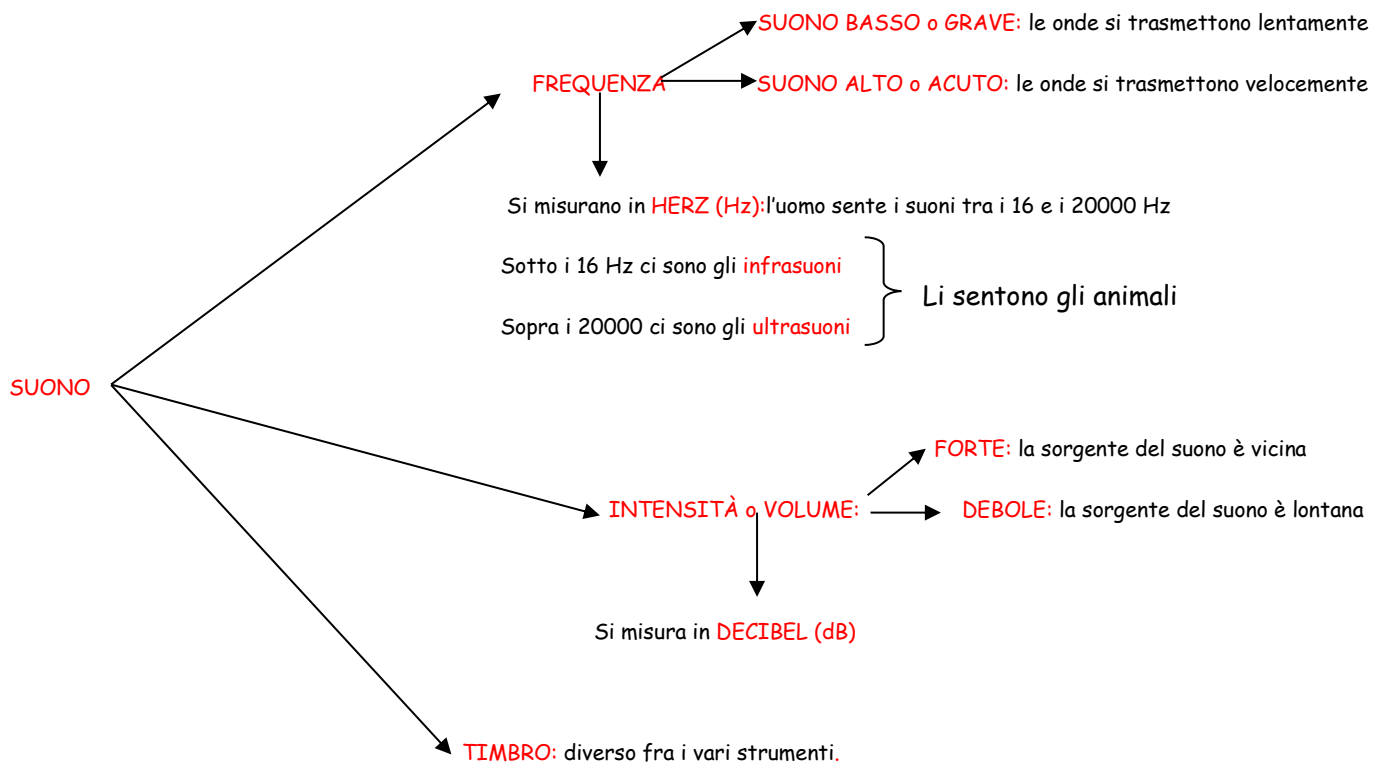 SUONO BASSO o GRAVE: le onde si trasmettono lentamente
FREQUENZA
SUONO ALTO o ACUTO: le onde si trasmettono velocemente
Si misurano in HERZ (Hz):l'uomo sente i suoni tra i 16 e i 20000 Hz
Sotto i 16 Hz ci sono gli infrasuoni
Li sentono gli animali
Sopra i 20000 ci sono gli ultrasuoni
SUONO
FORTE: la sorgente del suono è vicina
INTENSITÀ o VOLUME:
DEBOLE: la sorgente del suono è lontana
Si misura in DECIBEL (dB)
TIMBRO: diverso fra i vari strumenti.